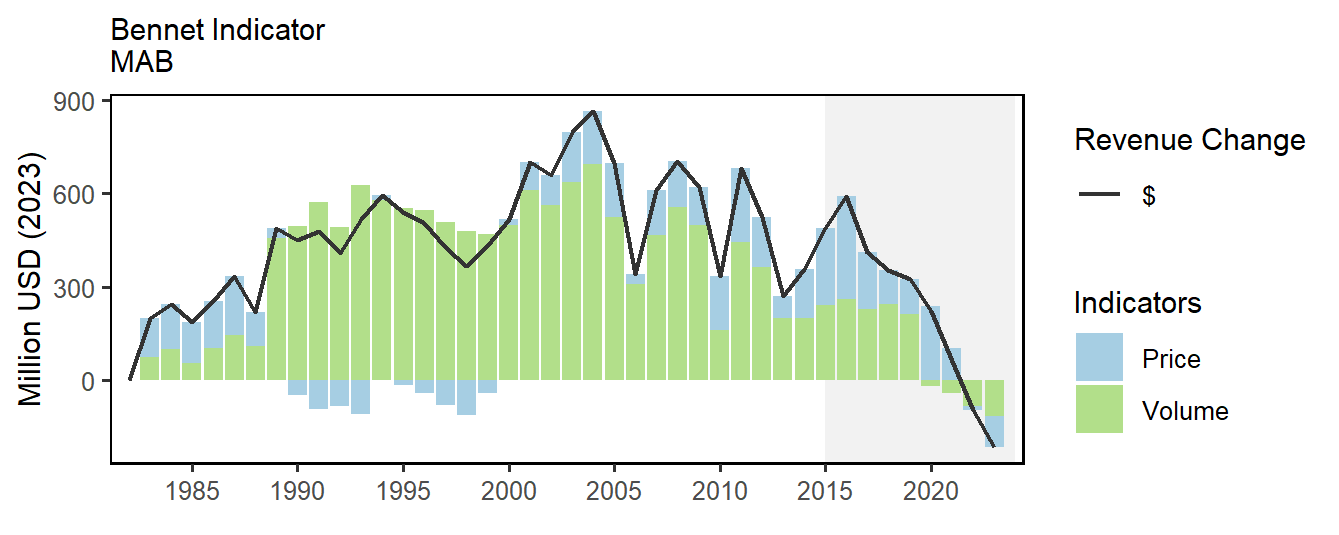 Bennet Indicator
MAB
Million USD (2023)
900
600
300
0
1985
1990
1995
2000
2005
2010
2015
2020
Revenue Change
$
Indicators
Price
Volume